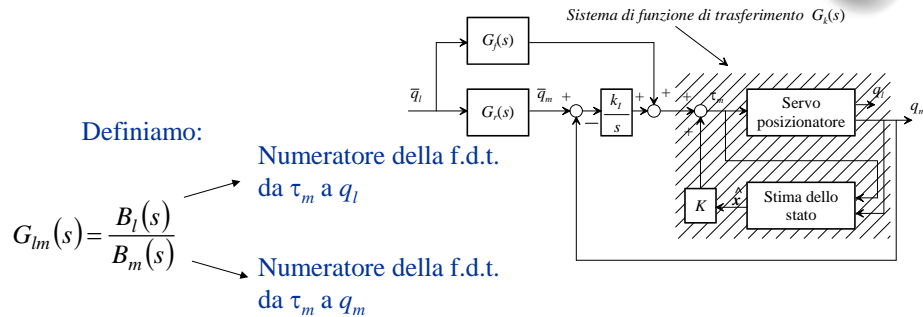 Sistema di funzione di trasferimento G_k(s)
G_f(s)
q̅_l
G_r(s)
q̅_m
+
−
k_I
s
+
+
+
+
τ_m
Servo
posizionatore
q_l
q_m
K
x̂
Stima dello
stato
Definiamo:
Numeratore della f.d.t.
da τ_m a q_l
G_lm(s) = B_l(s) / B_m(s)
Numeratore della f.d.t.
da τ_m a q_m